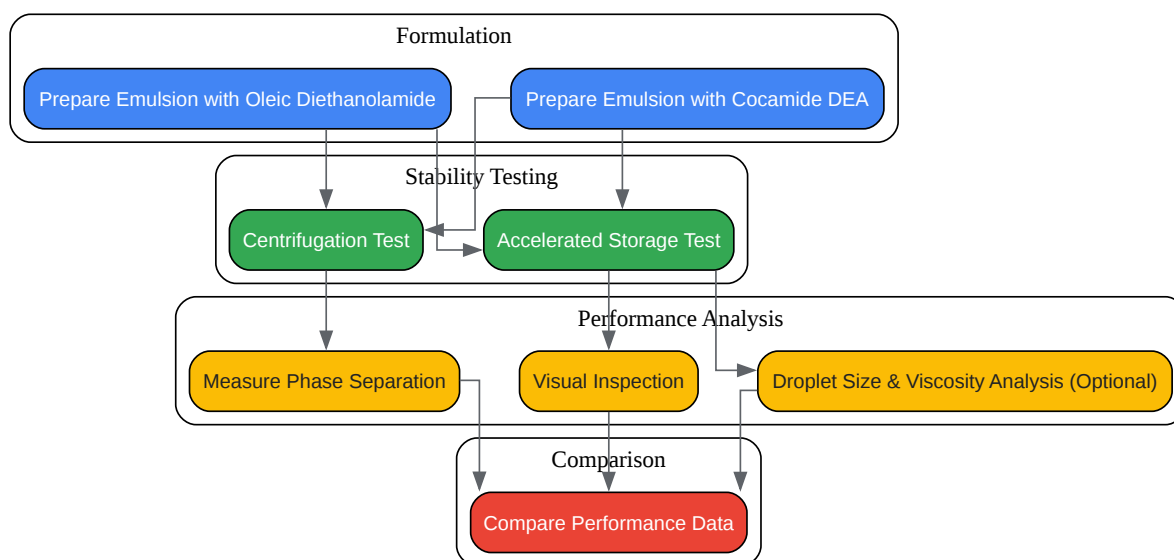 Formulation
Prepare Emulsion with Oleic Diethanolamide
Prepare Emulsion with Cocamide DEA
Stability Testing
Centrifugation Test
Accelerated Storage Test
Performance Analysis
Measure Phase Separation
Visual Inspection
Droplet Size & Viscosity Analysis (Optional)
Comparison
Compare Performance Data